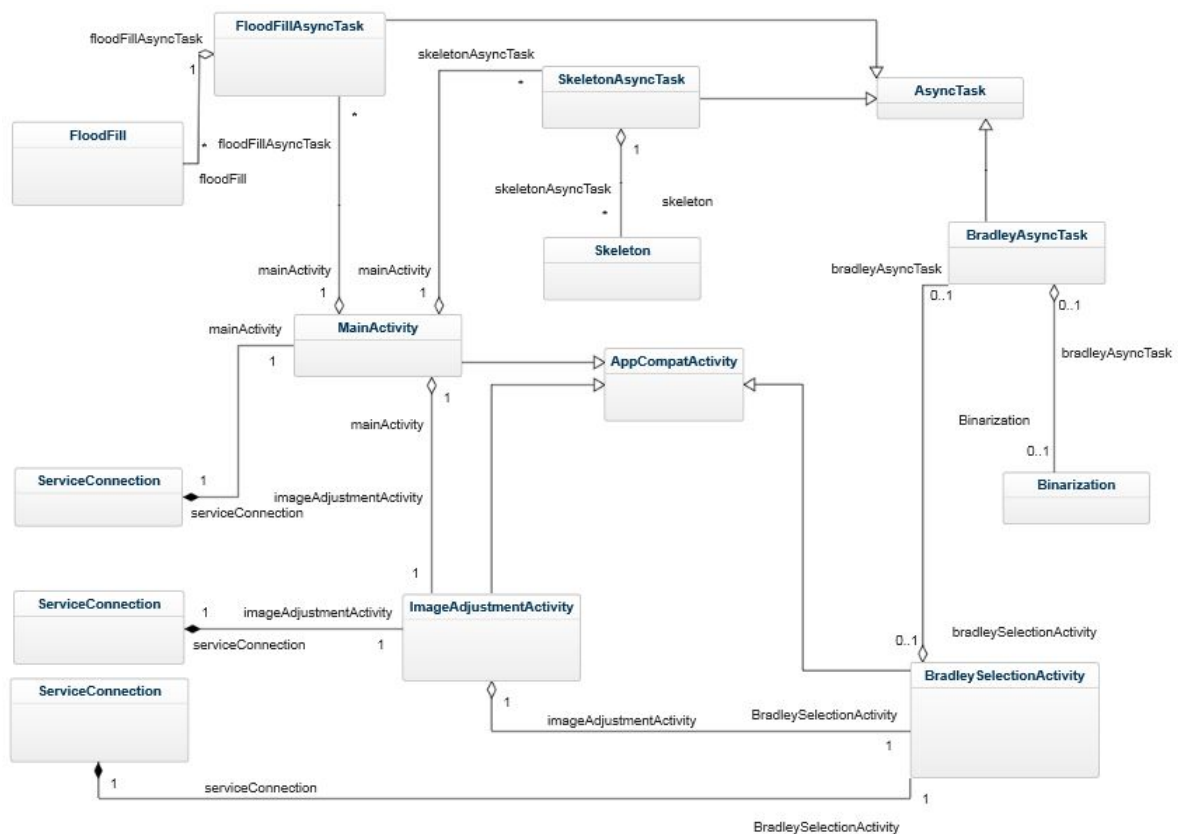 FloodFillAsyncTask
floodFillAsyncTask
1
skeletonAsyncTask
*
SkeletonAsyncTask
AsyncTask
*
FloodFill
*
floodFillAsyncTask
floodFill
1
skeletonAsyncTask
skeleton
*
Skeleton
BradleyAsyncTask
bradleyAsyncTask
0..1
0..1
mainActivity
mainActivity
1
1
MainActivity
mainActivity
1
AppCompatActivity
bradleyAsyncTask
1
mainActivity
Binarization
0..1
ServiceConnection
1
serviceConnection
imageAdjustmentActivity
Binarization
1
ServiceConnection
1
imageAdjustmentActivity
serviceConnection
1
ImageAdjustmentActivity
0..1
bradleySelectionActivity
BradleySelectionActivity
ServiceConnection
1
imageAdjustmentActivity
BradleySelectionActivity
1
1
serviceConnection
1
BradleySelectionActivity